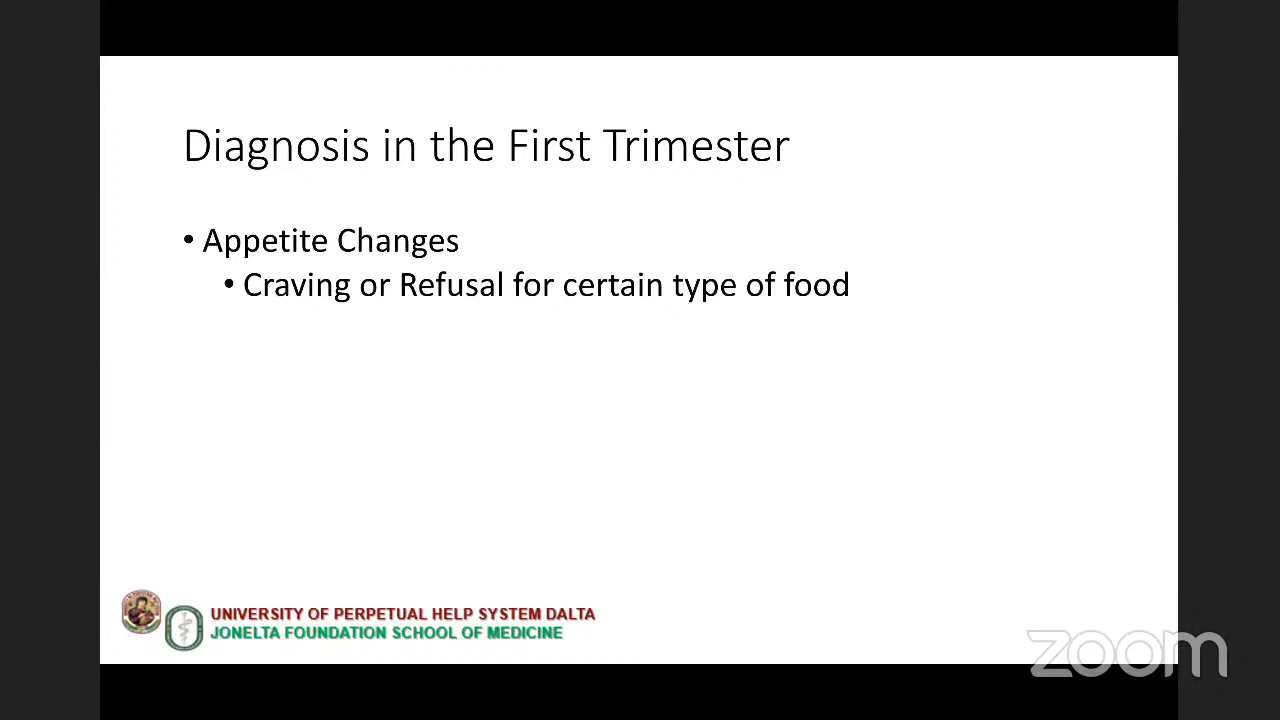 Diagnosis in the First Trimester
• Appetite Changes
• Craving or Refusal for certain type of food
UNIVERSITY OF PERPETUAL HELP SYSTEM DALTA
JONELTA FOUNDATION SCHOOL OF MEDICINE
zoom